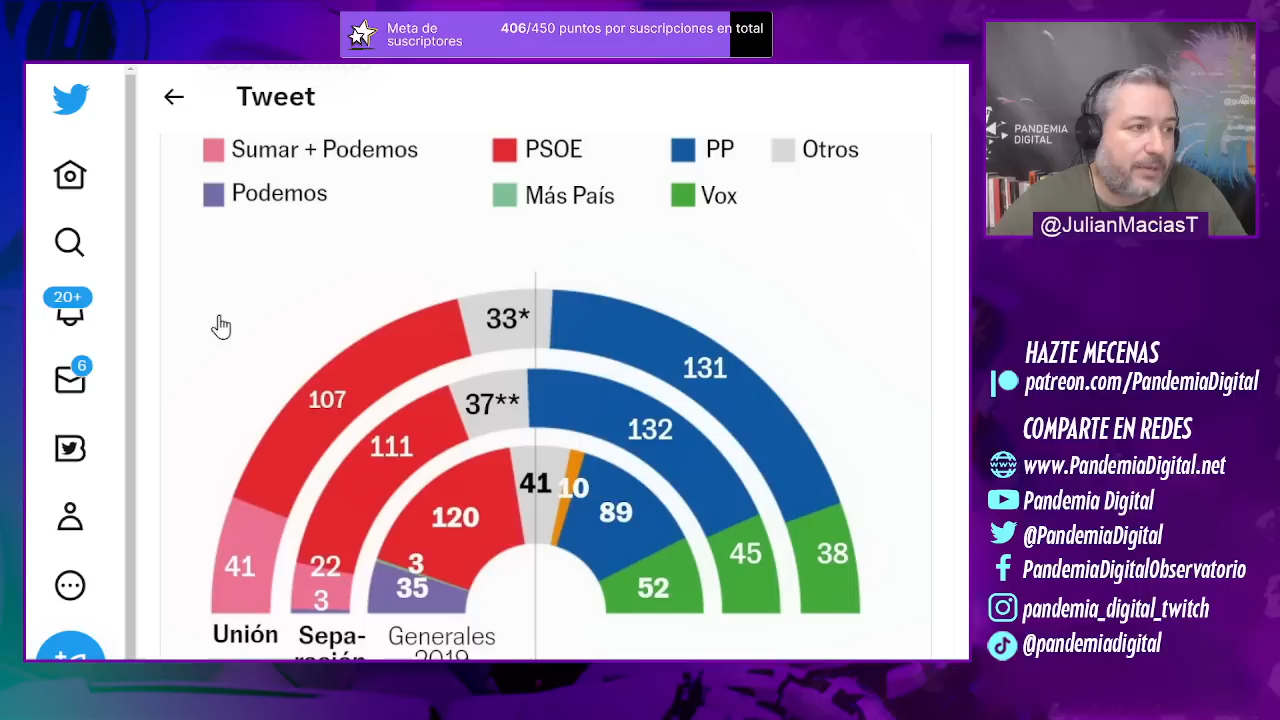 Meta de
suscriptores
406/450 puntos por suscripciones en total
Tweet
Sumar + Podemos
PSOE
PP
Otros
Podemos
Más País
Vox
20+
6
33*
107
131
37**
111
132
41
10
120
89
41
22
3
3
35
52
45
38
Unión
Sepa-
ración
Generales
2019
PANDEMIA
DIGITAL
@JulianMaciasT
HAZTE MECENAS
patreon.com/PandemiaDigital
COMPARTE EN REDES
www.PandemiaDigital.net
Pandemia Digital
@PandemiaDigital
PandemiaDigitalObservatorio
pandemia_digital_twitch
@pandemiadigital